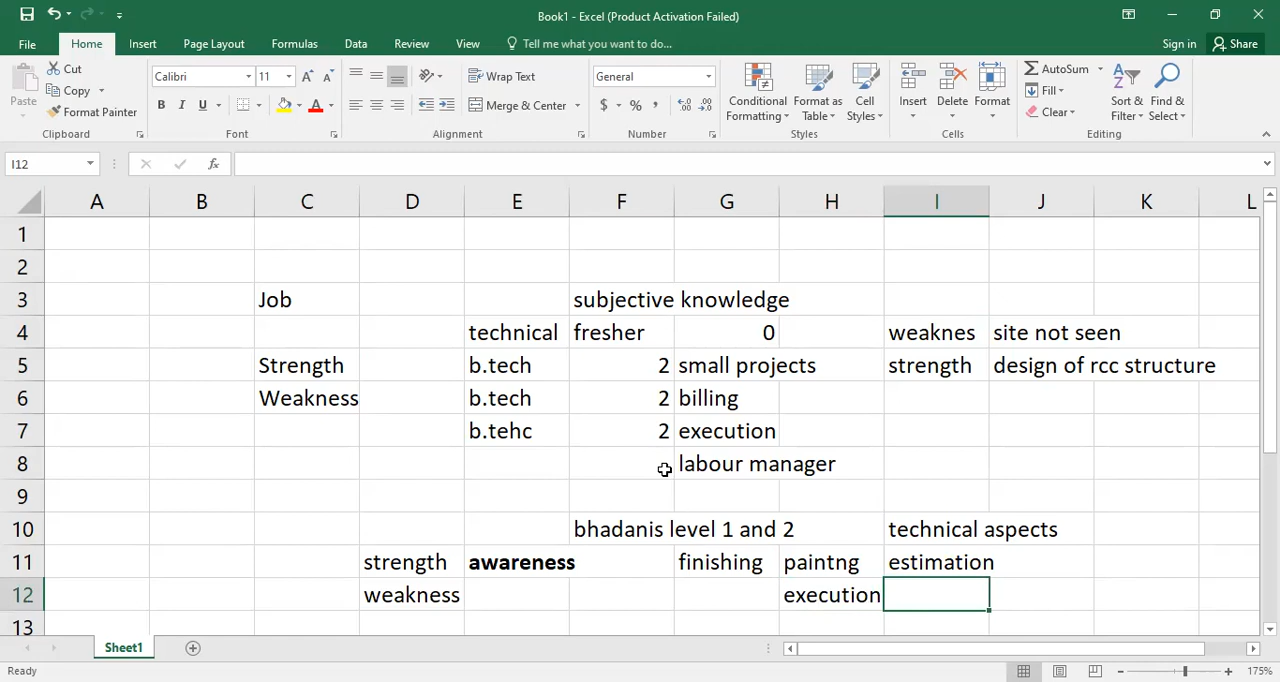 Book1 - Excel (Product Activation Failed)
File Home Insert Page Layout Formulas Data Review View Tell me what you want to do... Sign in Share
Cut
Copy
Format Painter
Paste
Clipboard
Calibri 11
B I U A
Font
Wrap Text
Merge & Center
Alignment
General
$ % ,
Number
Conditional Formatting
Format as Table
Cell Styles
Styles
Insert Delete Format
Cells
AutoSum
Fill
Clear
Sort & Filter
Find & Select
Editing
I12 fx
A B C D E F G H I J K L
1
2
3 Job subjective knowledge
4 technical fresher 0 weaknes site not seen
5 Strength b.tech 2 small projects strength design of rcc structure
6 Weakness b.tech 2 billing
7 b.tehc 2 execution
8 labour manager
9
10 bhadanis level 1 and 2 technical aspects
11 strength awareness finishing paintng estimation
12 weakness execution
13
Sheet1
Ready 175%